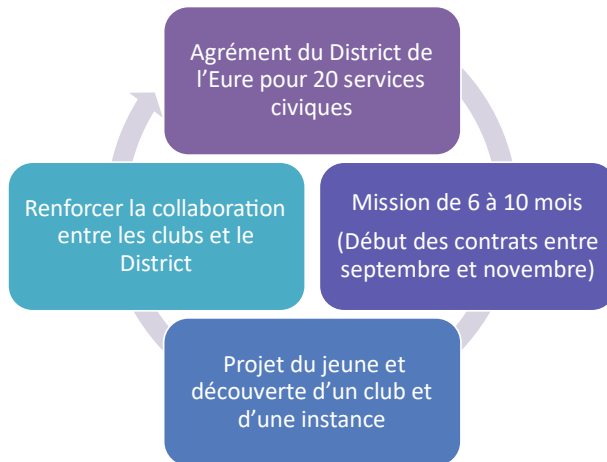 Agrément du District de
l’Eure pour 20 services
civiques
Mission de 6 à 10 mois
(Début des contrats entre
septembre et novembre)
Projet du jeune et
découverte d’un club et
d’une instance
Renforcer la collaboration
entre les clubs et le
District